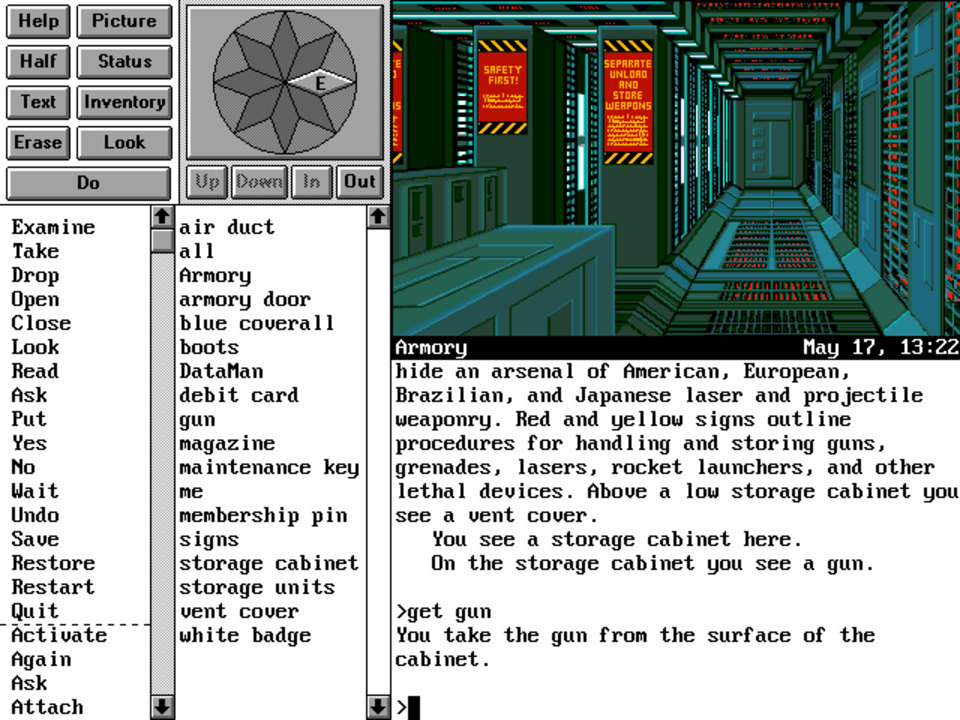 Help
Picture
Half
Status
Text
Inventory
Erase
Look
Do
E
Up
Down
In
Out
Examine
Take
Drop
Open
Close
Look
Read
Ask
Put
Yes
No
Wait
Undo
Save
Restore
Restart
Quit
Activate
Again
Ask
Attach
air duct
all
Armory
armory door
blue coverall
boots
DataMan
debit card
gun
magazine
maintenance key
me
membership pin
signs
storage cabinet
storage units
vent cover
white badge
SAFETY
FIRST!
SEPARATE
UNLOAD
AND
STORE
WEAPONS
Armory May 17, 13:22
hide an arsenal of American, European,
Brazilian, and Japanese laser and projectile
weaponry. Red and yellow signs outline
procedures for handling and storing guns,
grenades, lasers, rocket launchers, and other
lethal devices. Above a low storage cabinet you
see a vent cover.
You see a storage cabinet here.
On the storage cabinet you see a gun.
>get gun
You take the gun from the surface of the
cabinet.
>